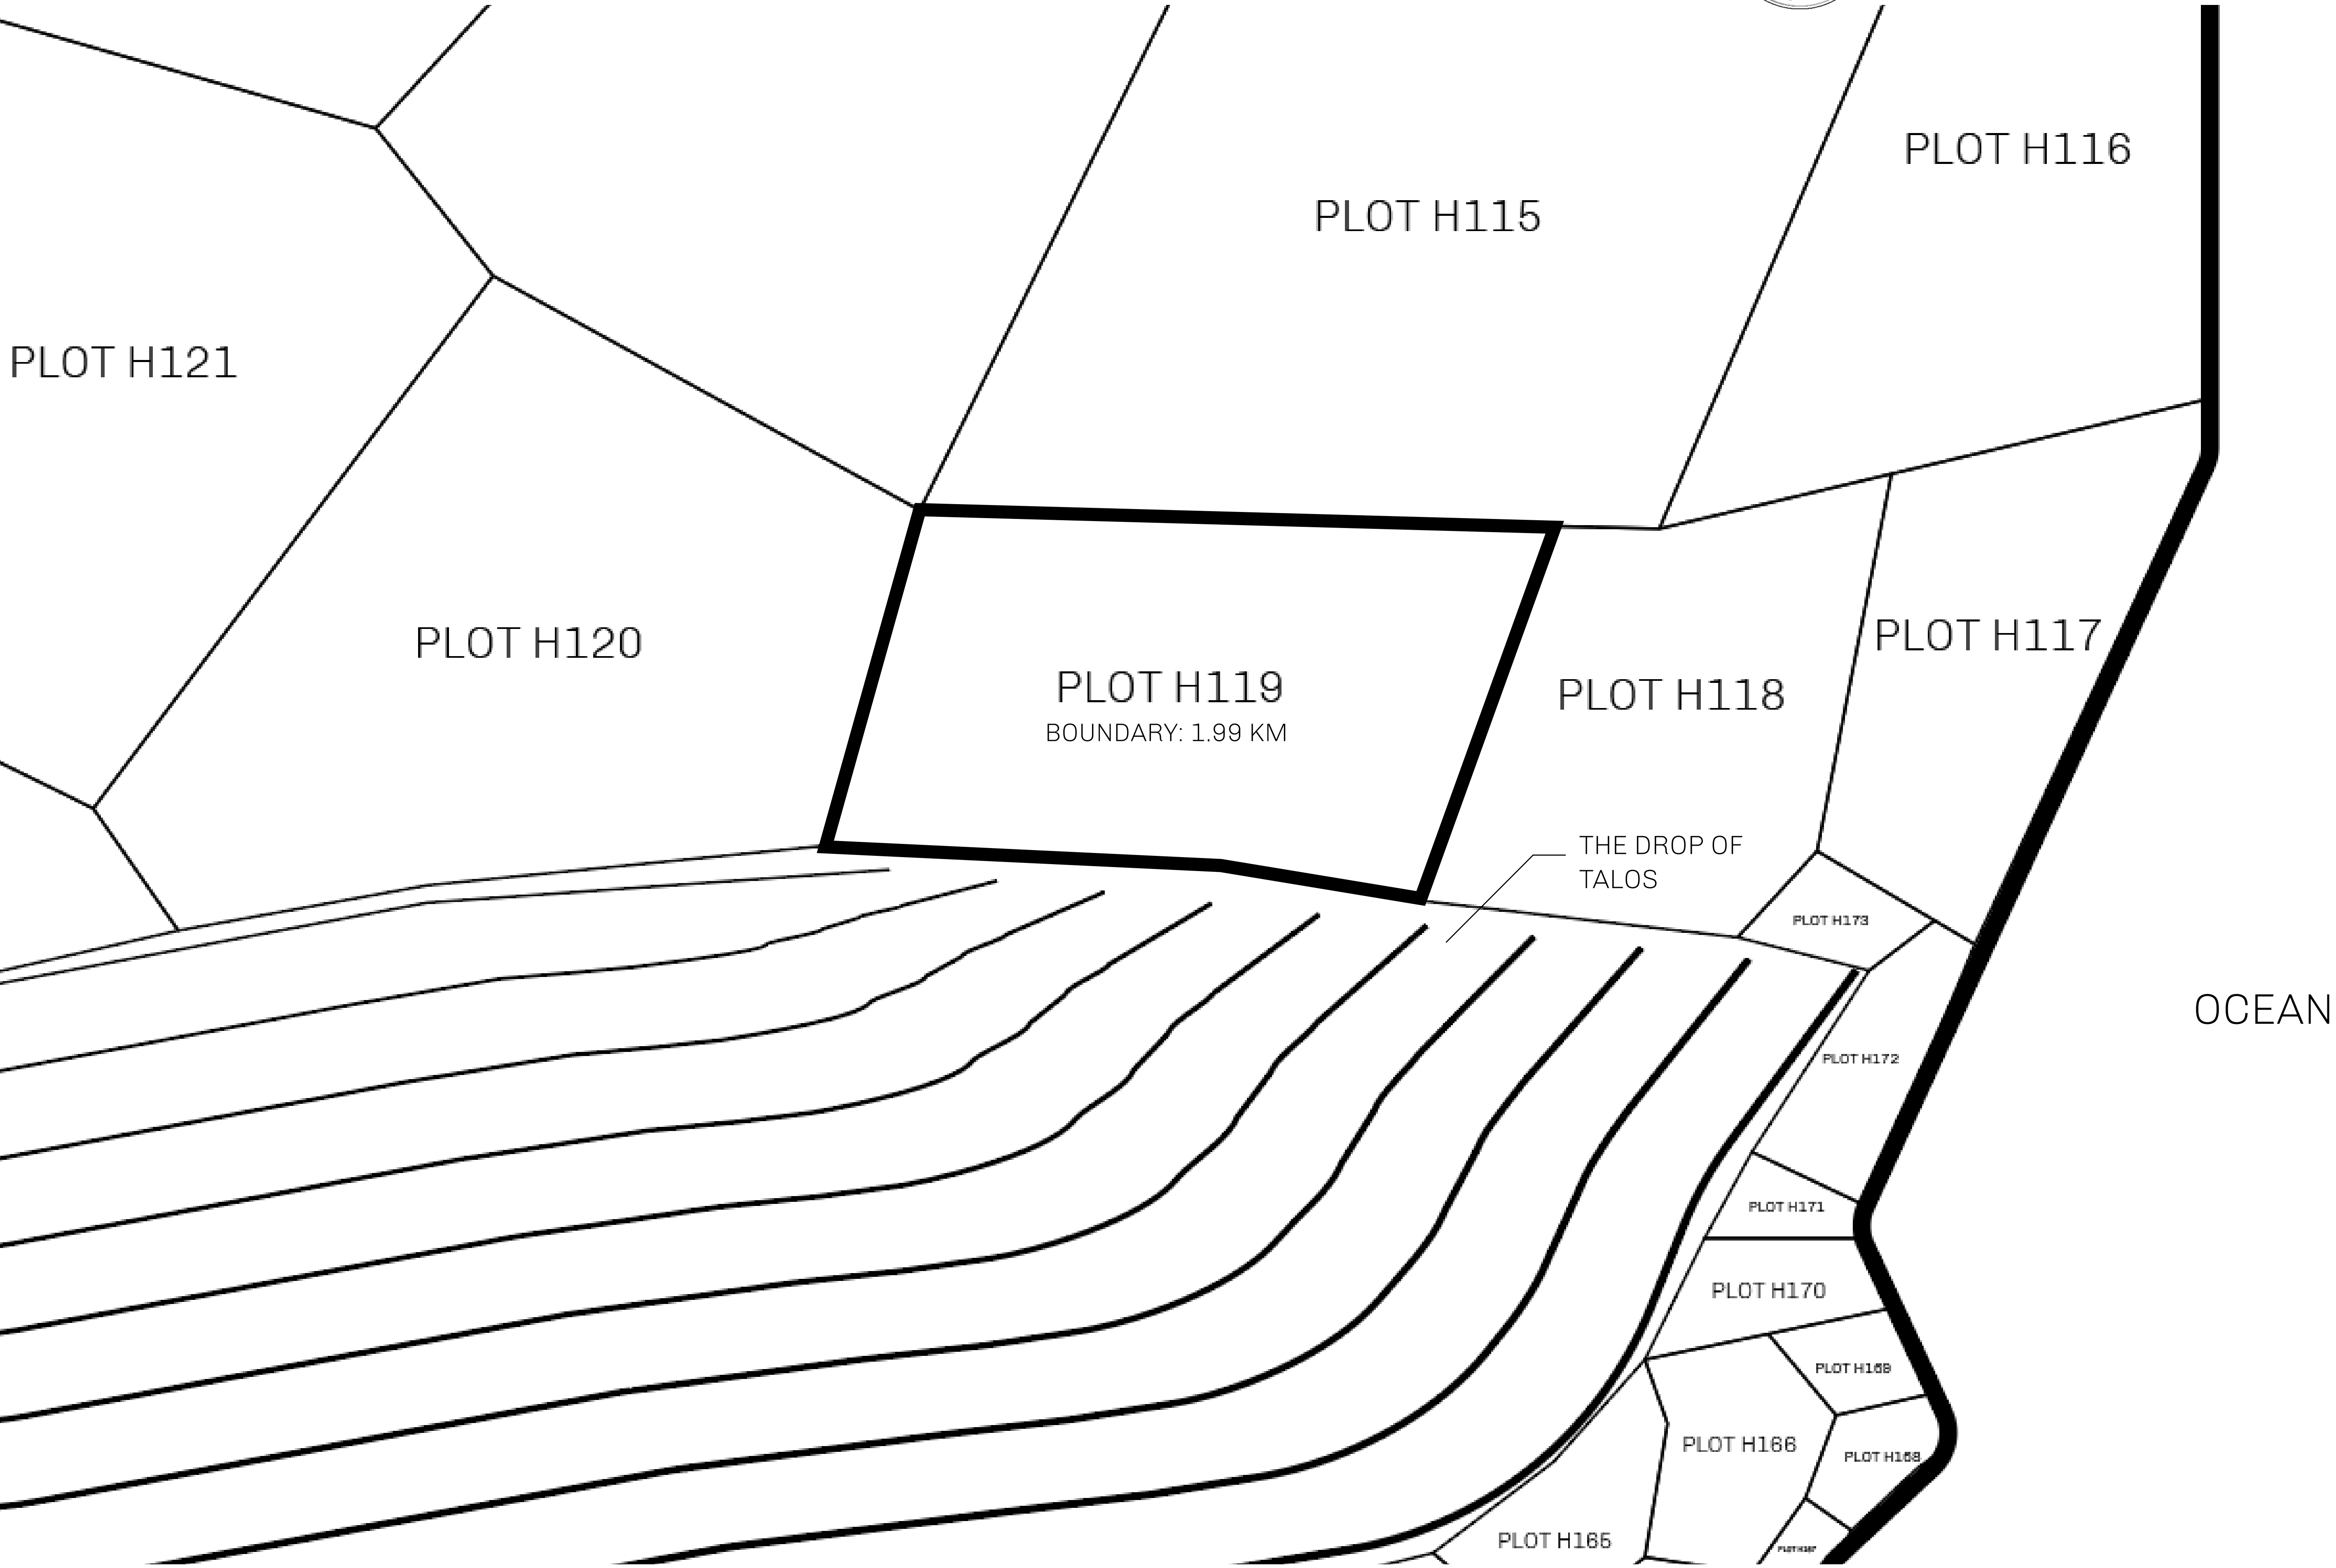 PLOT H116
PLOT H115
PLOT H121
PLOT H120
PLOT H119
BOUNDARY: 1.99 KM
PLOT H118
PLOT H117
THE DROP OF
TALOS
PLOT H173
OCEAN
PLOT H172
PLOT H171
PLOT H170
PLOT H169
PLOT H166
PLOT H168
PLOT H165
PLOT H167